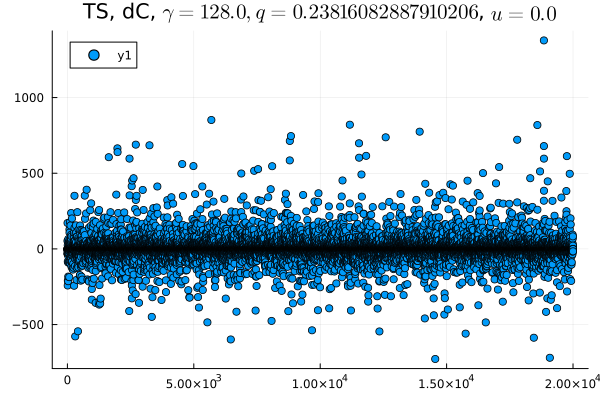 TS, dC, γ = 128.0, q = 0.23816082887910206, u = 0.0
y1
1000
500
0
−500
0 5.00×10³ 1.00×10⁴ 1.50×10⁴ 2.00×10⁴